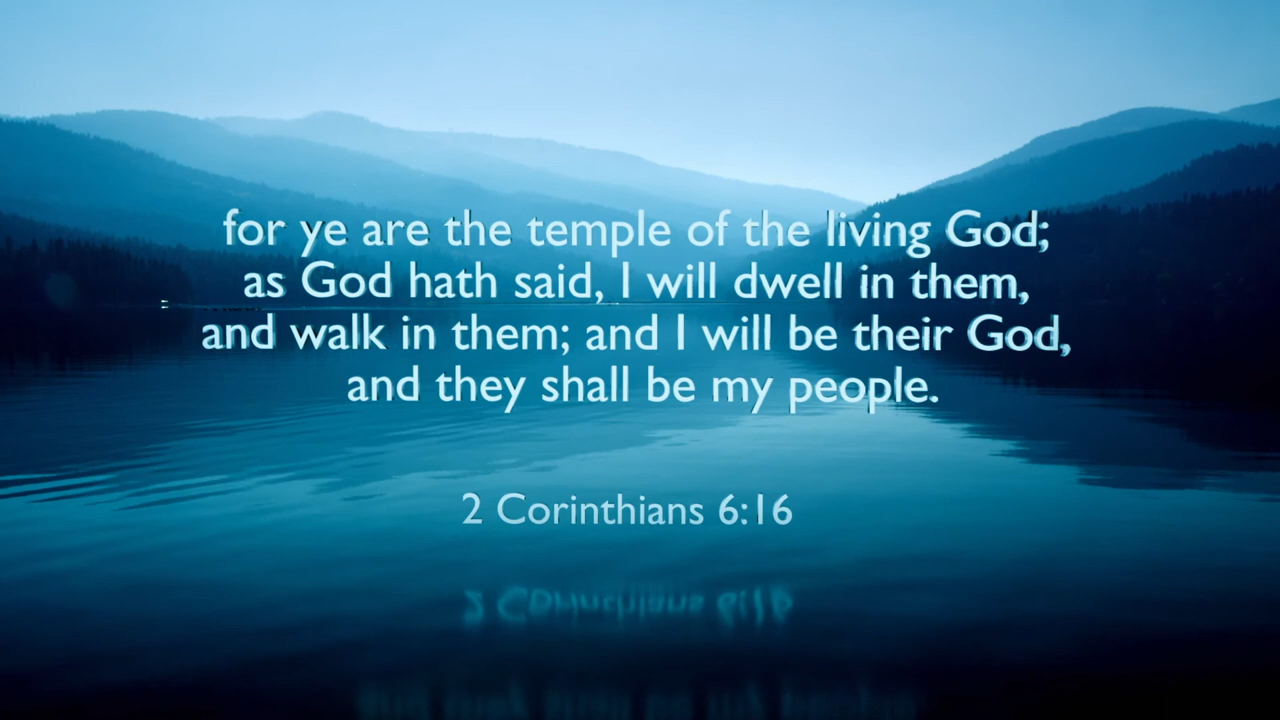 for ye are the temple of the living God;
as God hath said, I will dwell in them,
and walk in them; and I will be their God,
and they shall be my people.
2 Corinthians 6:16